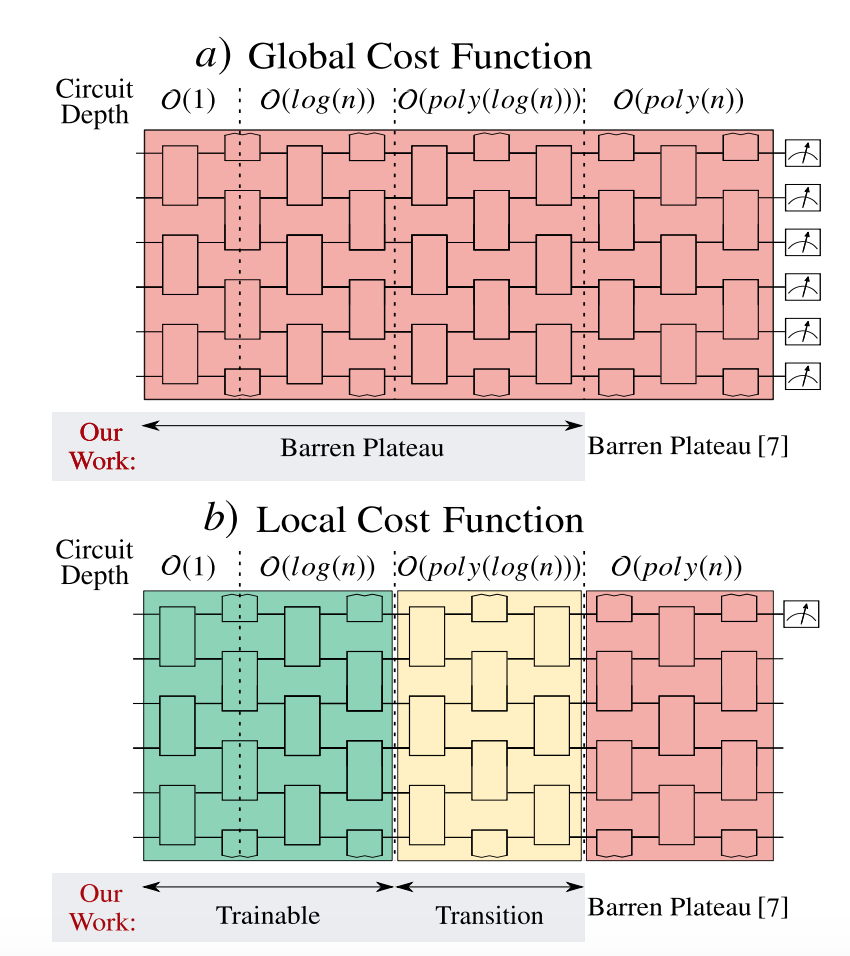 a) Global Cost Function
Circuit
Depth
O(1) O(log(n)) O(poly(log(n))) O(poly(n))
Our
Work:
Barren Plateau
Barren Plateau [7]
b) Local Cost Function
Circuit
Depth
O(1) O(log(n)) O(poly(log(n))) O(poly(n))
Our
Work:
Trainable
Transition
Barren Plateau [7]